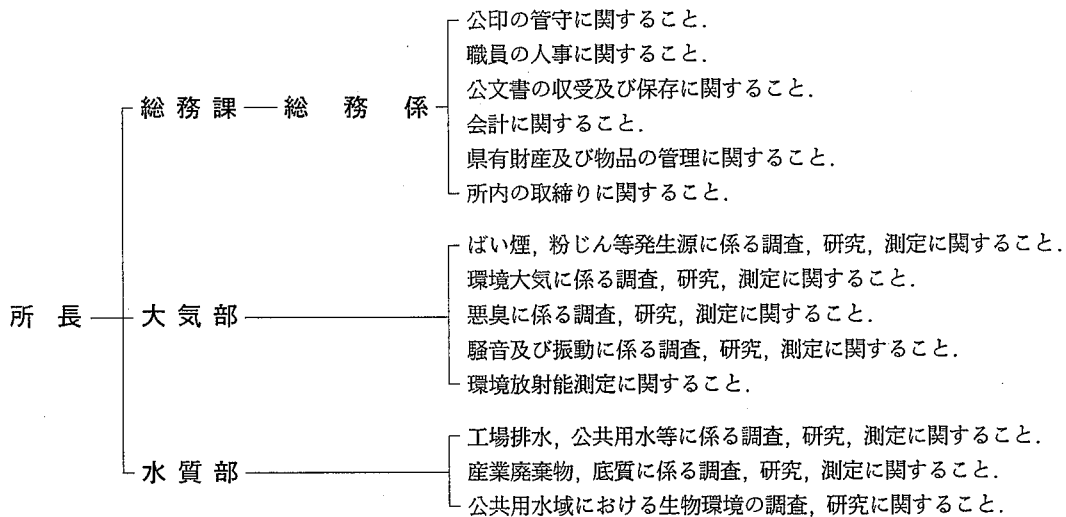 所長
総務課
総務係
公印の管守に関すること.
職員の人事に関すること.
公文書の収受及び保存に関すること.
会計に関すること.
県有財産及び物品の管理に関すること.
所内の取締りに関すること.
大気部
ばい煙, 粉じん等発生源に係る調査, 研究, 測定に関すること.
環境大気に係る調査, 研究, 測定に関すること.
悪臭に係る調査, 研究, 測定に関すること.
騒音及び振動に係る調査, 研究, 測定に関すること.
環境放射能測定に関すること.
水質部
工場排水, 公共用水等に係る調査, 研究, 測定に関すること.
産業廃棄物, 底質に係る調査, 研究, 測定に関すること.
公共用水域における生物環境の調査, 研究に関すること.